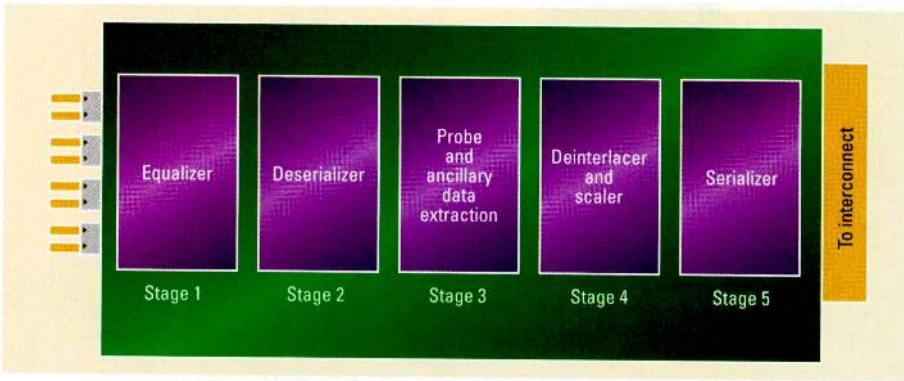 Equalizer
Deserializer
Probe
and
ancillary
data
extraction
Deinterlacer
and
scaler
Serializer
To interconnect
Stage 1
Stage 2
Stage 3
Stage 4
Stage 5